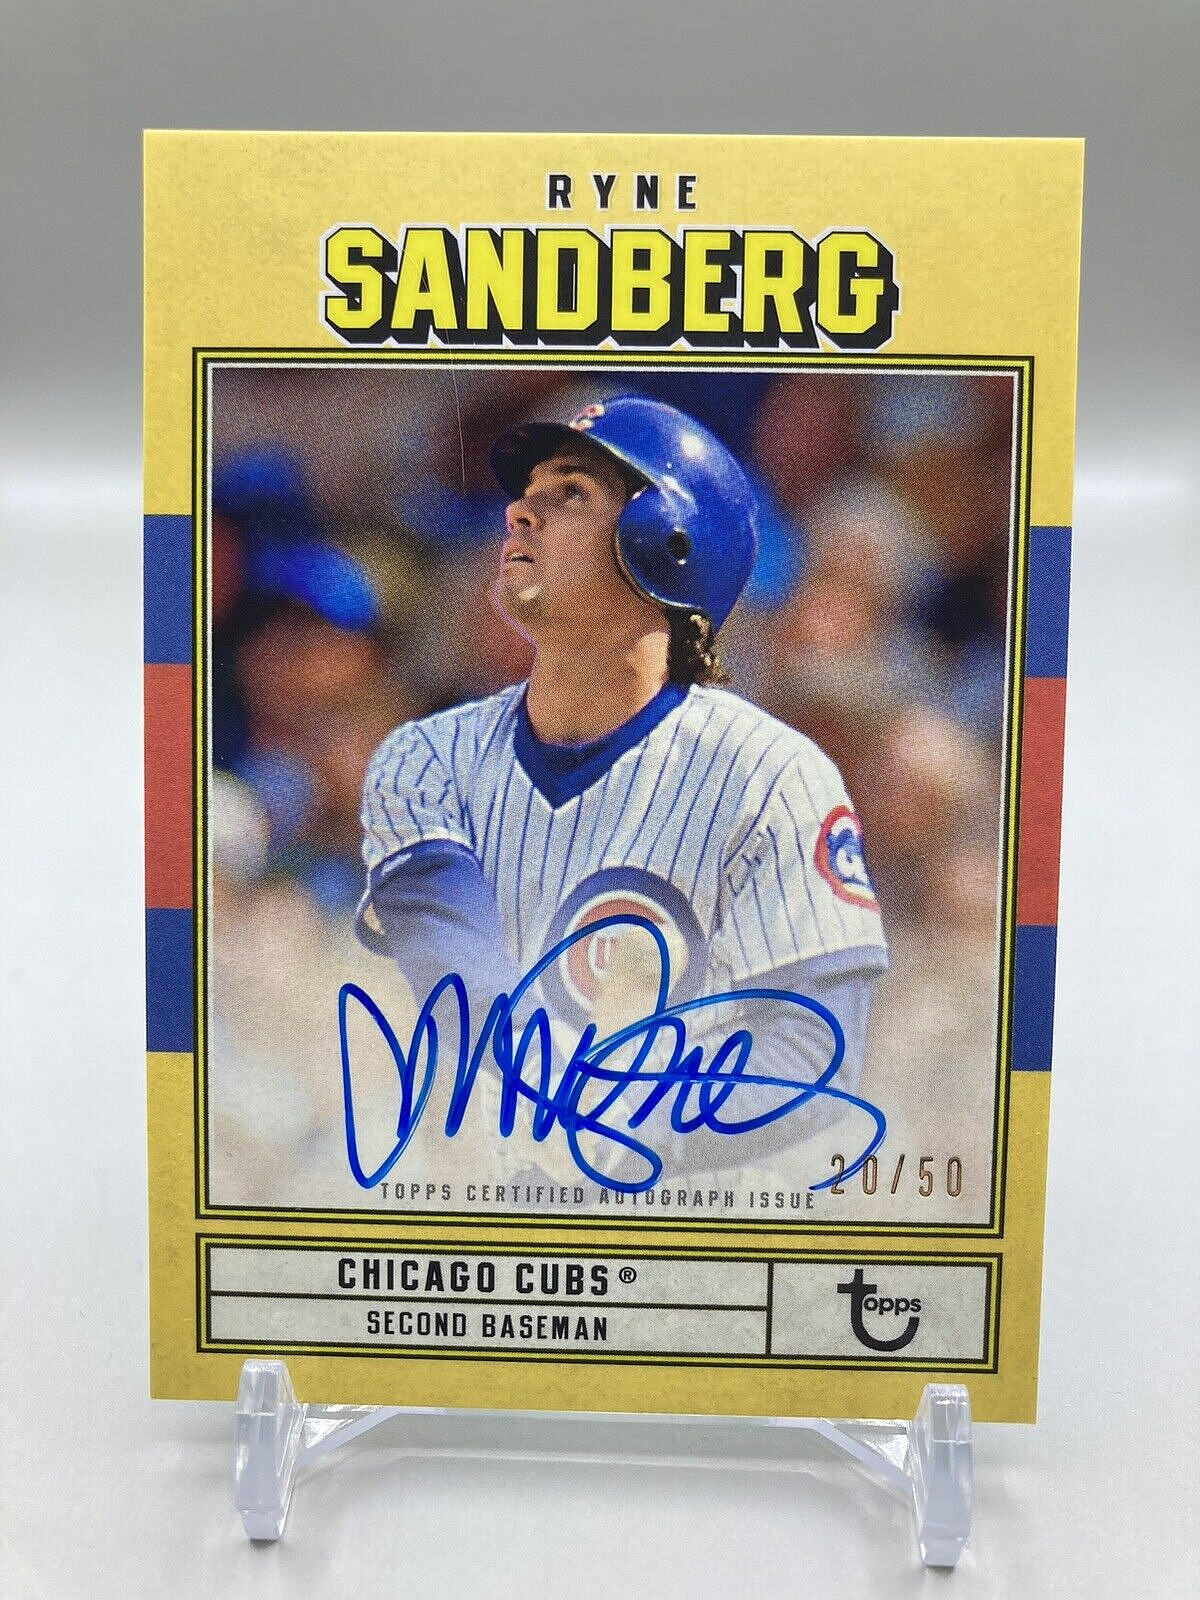 RYNE
SANDBERG
20/50
TOPPS CERTIFIED AUTOGRAPH ISSUE
CHICAGO CUBS®
SECOND BASEMAN
topps